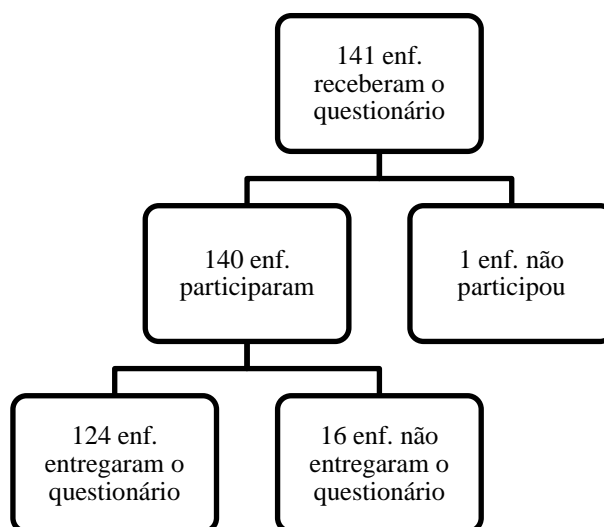 141 enf.
receberam o
questionário
140 enf.
participaram
1 enf. não
participou
124 enf.
entregaram o
questionário
16 enf. não
entregaram o
questionário